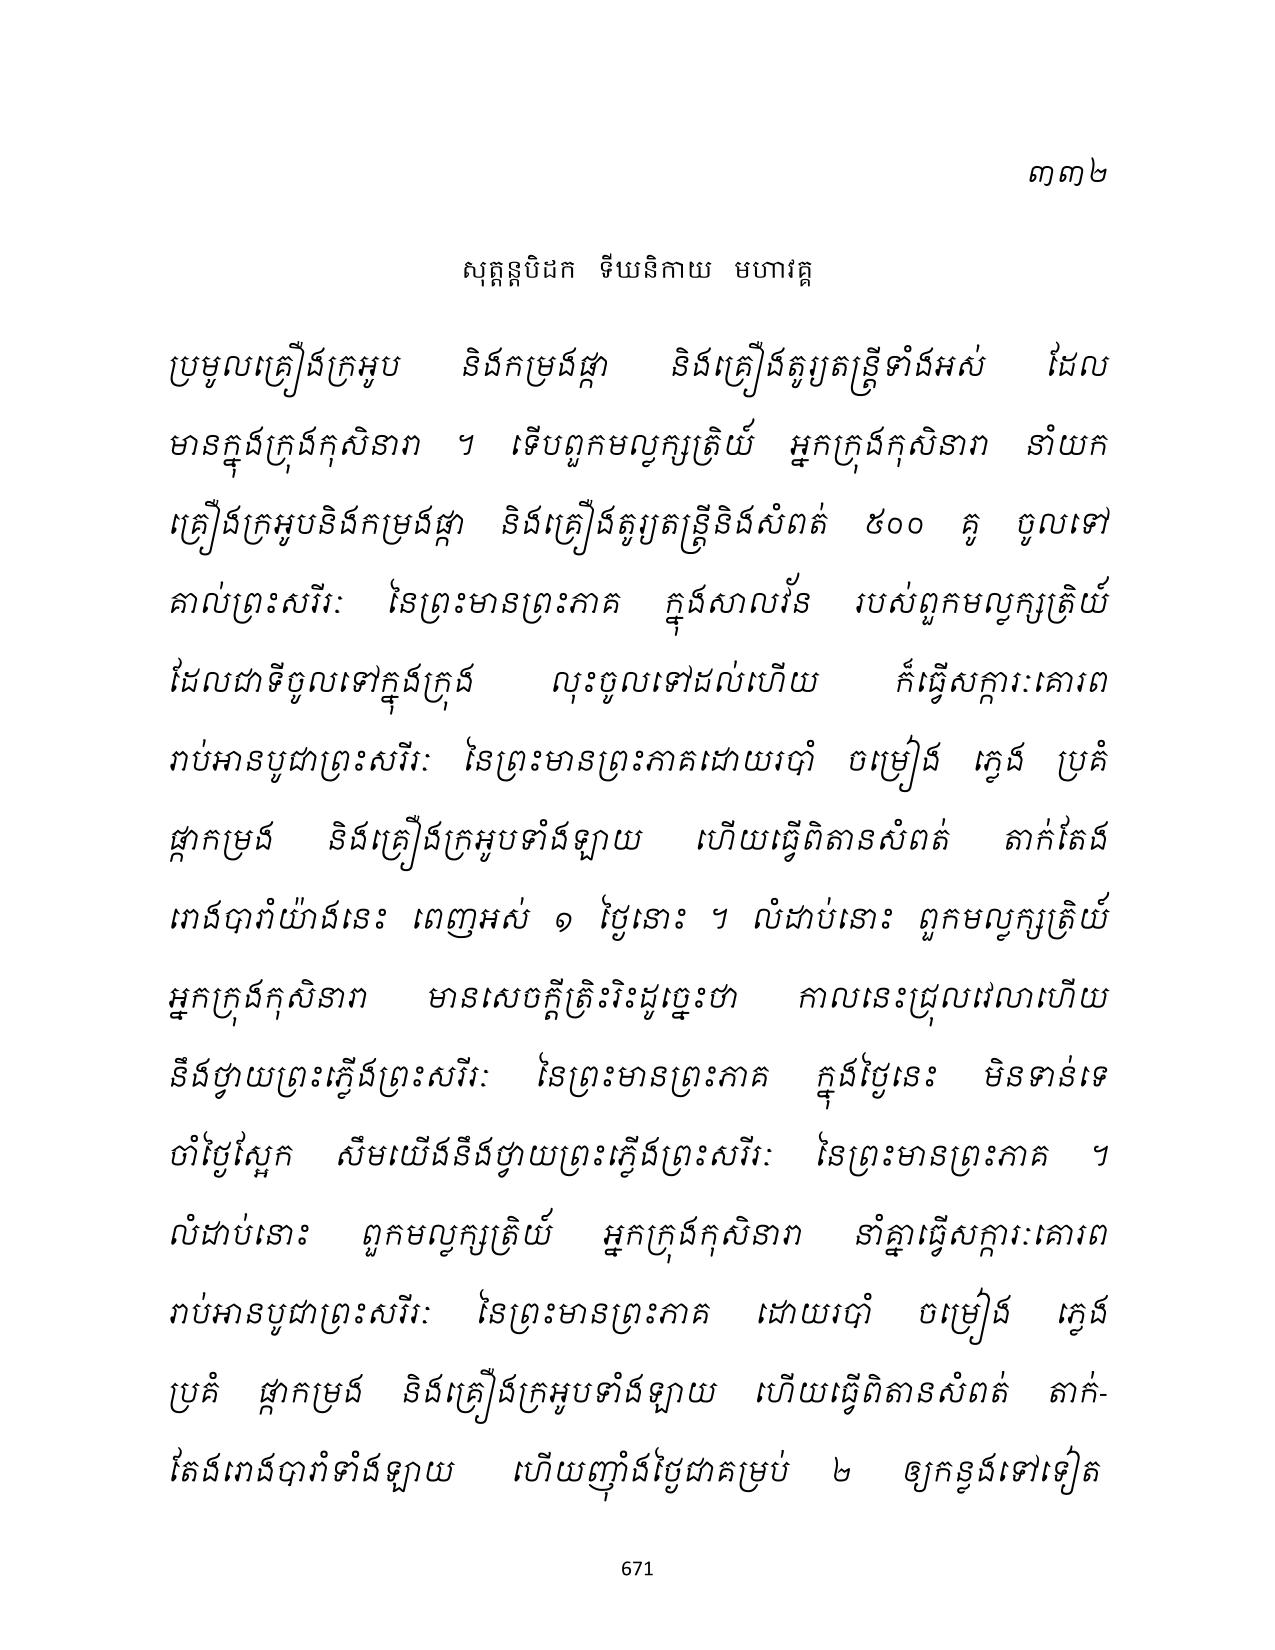 ៣៣២
សុត្តន្តបិដក ទីឃនិកាយ មហាវគ្គ
ប្រមូលគ្រឿងក្រអូប និងកម្រងផ្កា និងគ្រឿងតូរ្យតន្ត្រីទាំងអស់ ដែល
មានក្នុងក្រុងកុសិនារា ។ ទើបពួកមល្លក្សត្រិយ៍ អ្នកក្រុងកុសិនារា នាំយក
គ្រឿងក្រអូបនិងកម្រងផ្កា និងគ្រឿងតូរ្យតន្ត្រីនិងសំពត់ ៥០០ គូ ចូលទៅ
គាល់ព្រះសរីរៈ នៃព្រះមានព្រះភាគ ក្នុងសាលវ័ន របស់ពួកមល្លក្សត្រិយ៍
ដែលជាទីចូលទៅក្នុងក្រុង លុះចូលទៅដល់ហើយ ក៏ធ្វើសក្ការៈគោរព
រាប់អានបូជាព្រះសរីរៈ នៃព្រះមានព្រះភាគដោយរបាំ ចម្រៀង ភ្លេង ប្រគំ
ផ្កាកម្រង និងគ្រឿងក្រអូបទាំងឡាយ ហើយធ្វើពិតានសំពត់ តាក់តែង
រោងបារាំយ៉ាងនេះ ពេញអស់ ១ ថ្ងៃនោះ ។ លំដាប់នោះ ពួកមល្លក្សត្រិយ៍
អ្នកក្រុងកុសិនារា មានសេចក្តីត្រិះរិះដូច្នេះថា កាលនេះជ្រុលវេលាហើយ
នឹងថ្វាយព្រះភ្លើងព្រះសរីរៈ នៃព្រះមានព្រះភាគ ក្នុងថ្ងៃនេះ មិនទាន់ទេ
ចាំថ្ងៃស្អែក សឹមយើងនឹងថ្វាយព្រះភ្លើងព្រះសរីរៈ នៃព្រះមានព្រះភាគ ។
លំដាប់នោះ ពួកមល្លក្សត្រិយ៍ អ្នកក្រុងកុសិនារា នាំគ្នាធ្វើសក្ការៈគោរព
រាប់អានបូជាព្រះសរីរៈ នៃព្រះមានព្រះភាគ ដោយរបាំ ចម្រៀង ភ្លេង
ប្រគំ ផ្កាកម្រង និងគ្រឿងក្រអូបទាំងឡាយ ហើយធ្វើពិតានសំពត់ តាក់-
តែងរោងបារាំទាំងឡាយ ហើយញ៉ាំងថ្ងៃជាគម្រប់ ២ ឲ្យកន្លងទៅទៀត
671